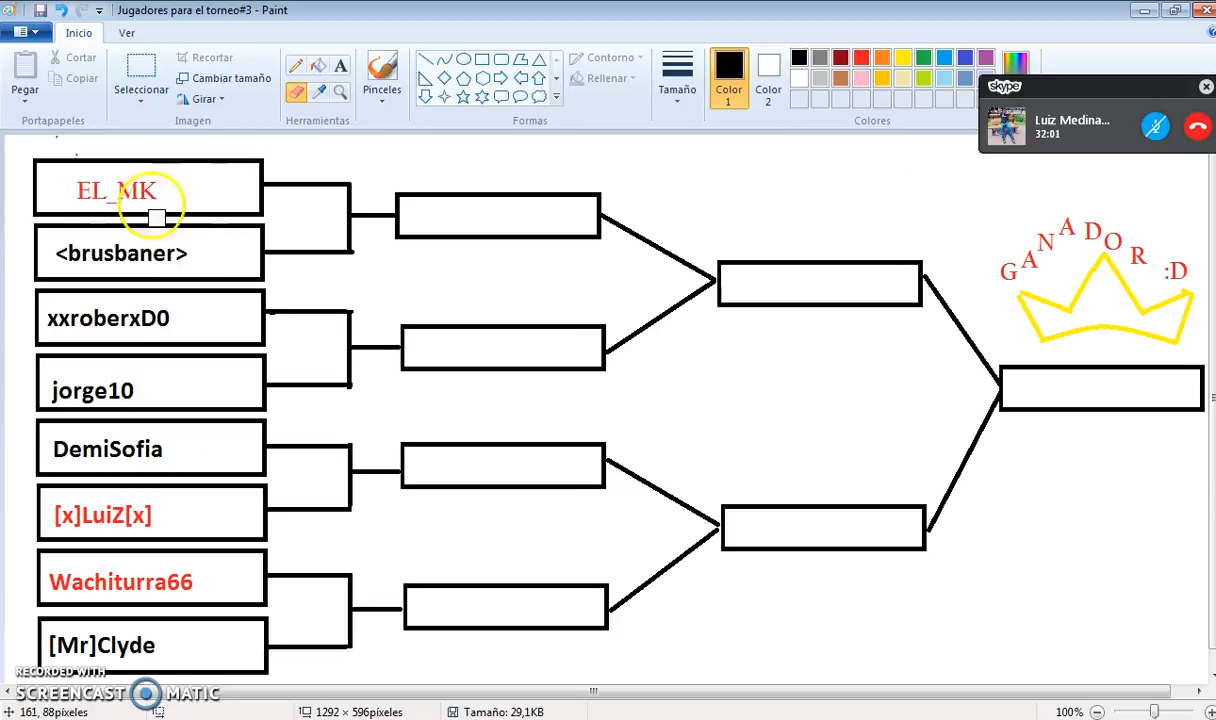 Jugadores para el torneo#3 - Paint
Inicio
Ver
Pegar
Cortar
Copiar
Portapapeles
Seleccionar
Recortar
Cambiar tamaño
Girar
Imagen
A
Herramientas
Pinceles
Contorno
Rellenar
Formas
Tamaño
Color
1
Color
2
Colores
skype
Luiz Medina...
32:01
EL_MK
<brusbaner>
xxroberxD0
jorge10
DemiSofia
[x]LuiZ[x]
Wachiturra66
[Mr]Clyde
GANADOR :D
RECORDED WITH
SCREENCAST MATIC
161, 88píxeles
1292 × 596píxeles
Tamaño: 29,1KB
100%